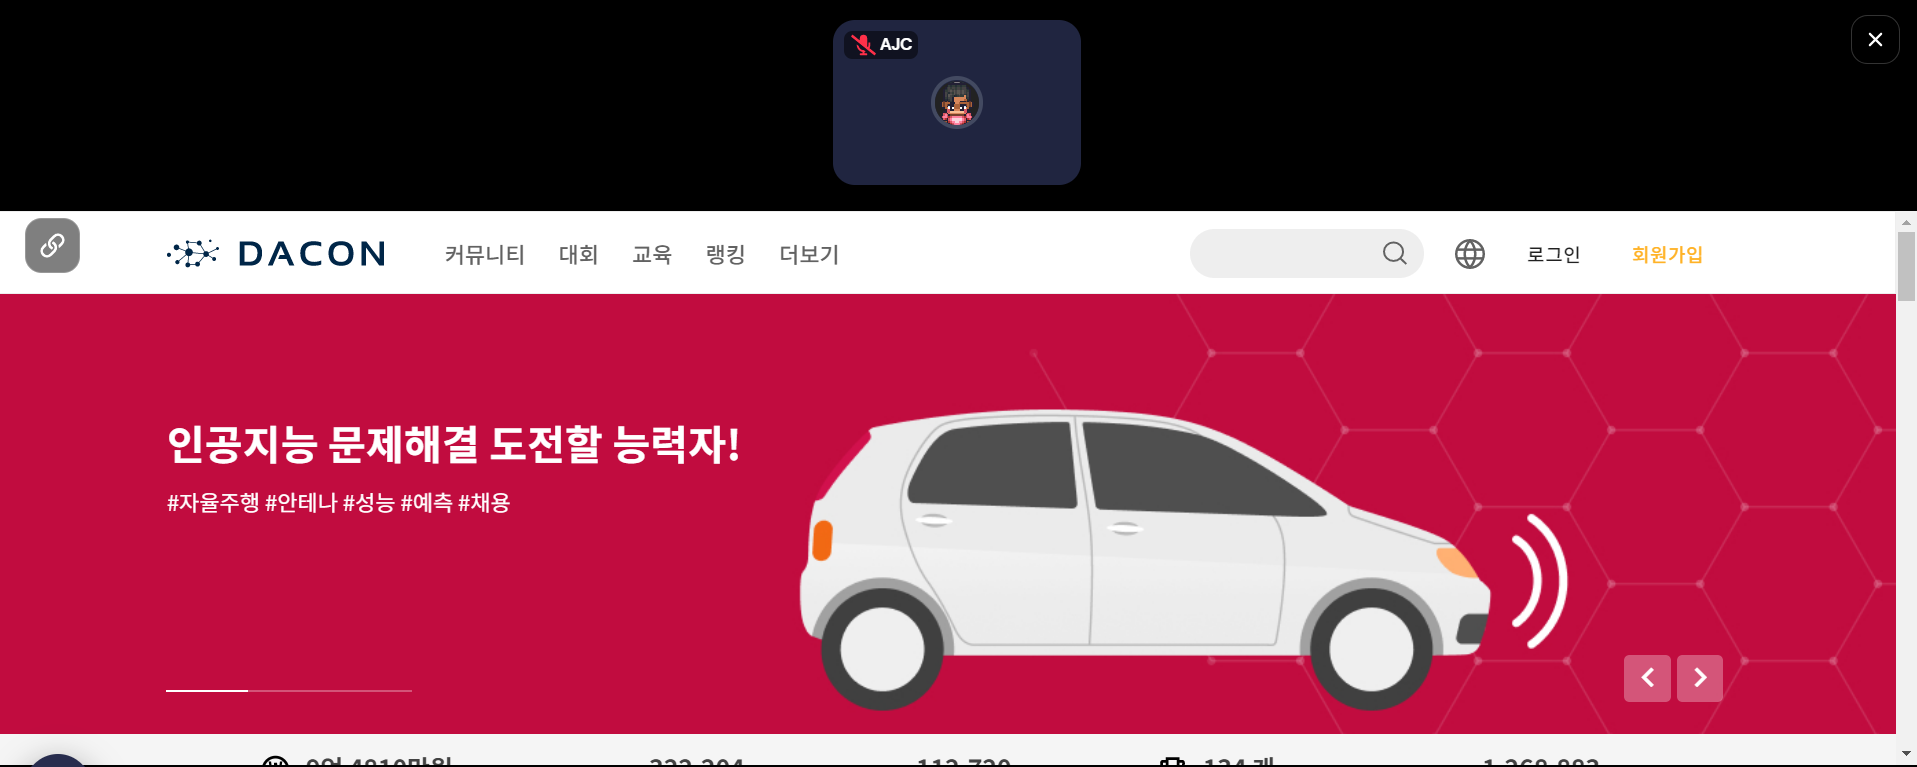 AJC
DACON 커뮤니티 대회 교육 랭킹 더보기 로그인 회원가입
인공지능 문제해결 도전할 능력자!
#자율주행 #안테나 #성능 #예측 #채용